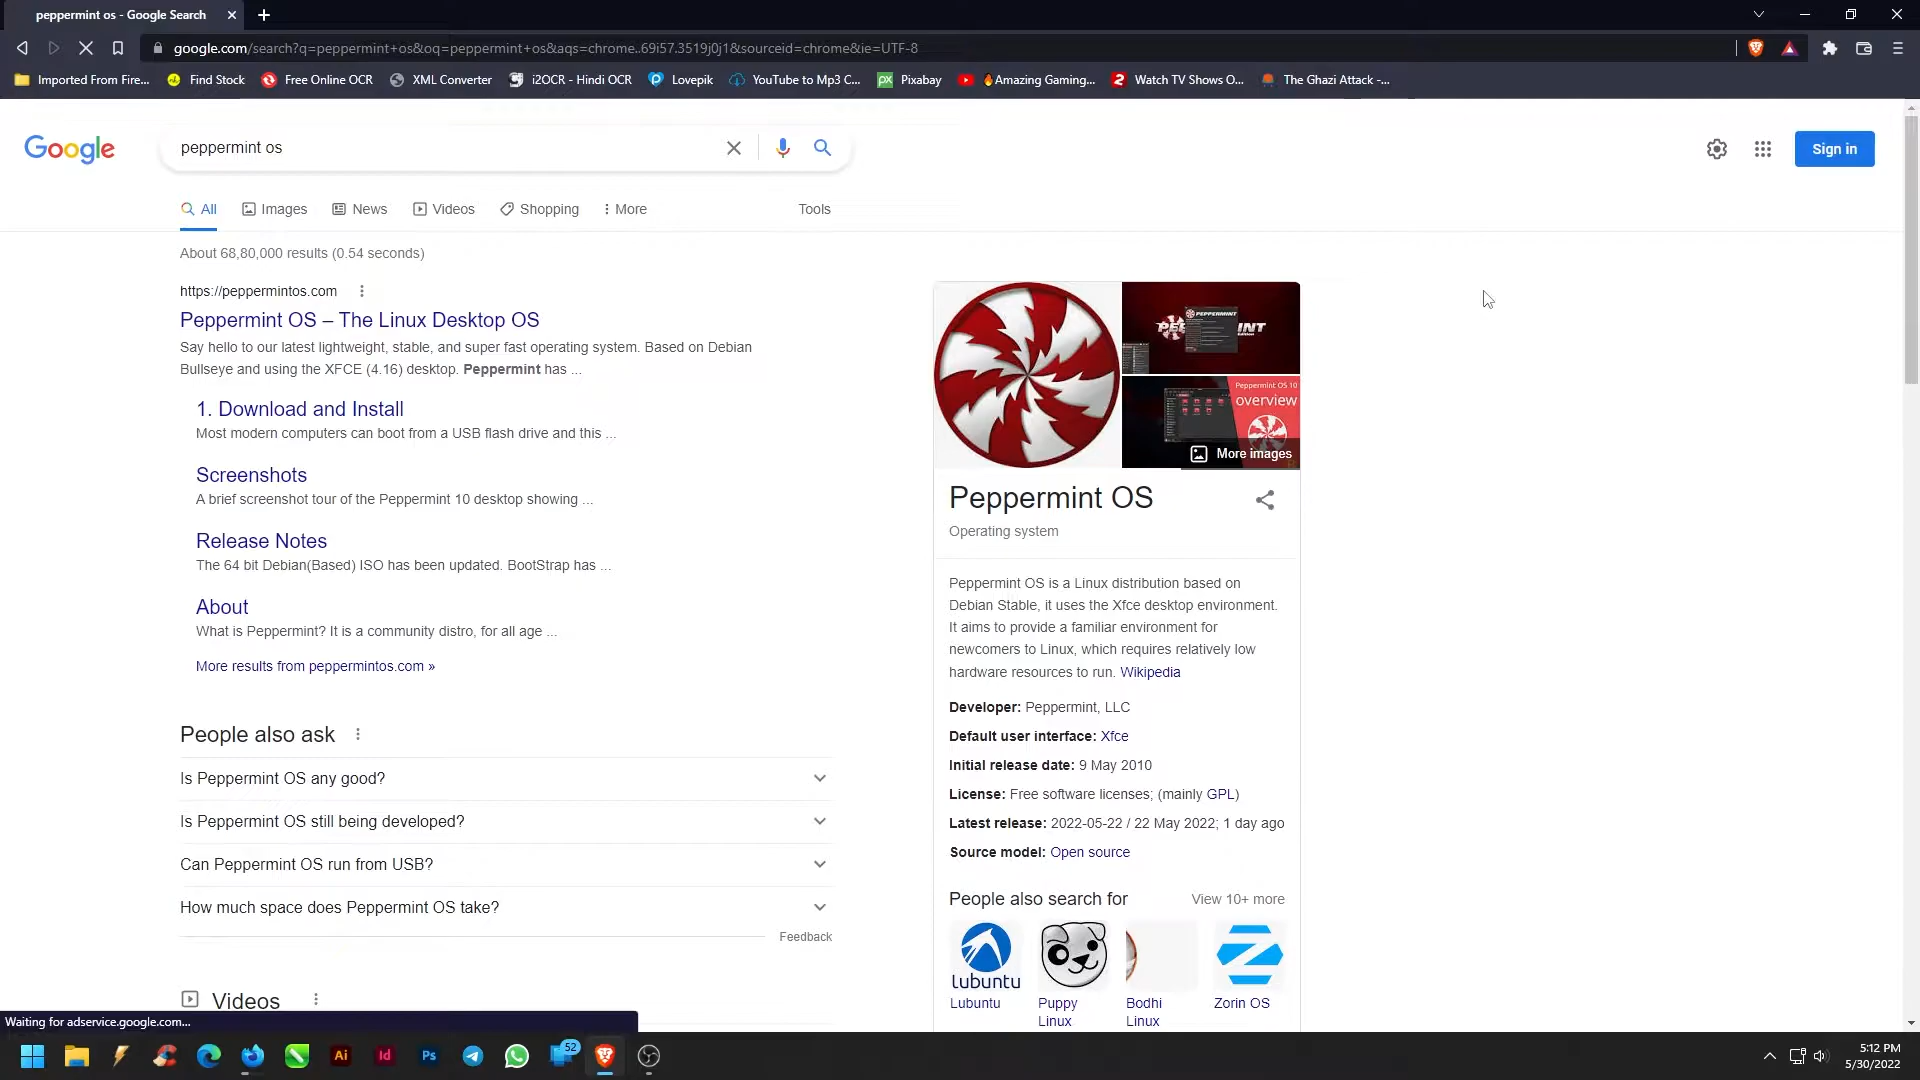 peppermint os - Google Search
google.com/search?q=peppermint+os&oq=peppermint+os&aqs=chrome..69i57.3519j0j1&sourceid=chrome&ie=UTF-8
Imported From Fire... Find Stock Free Online OCR XML Converter i2OCR - Hindi OCR Lovepik YouTube to Mp3 C... Pixabay Amazing Gaming... Watch TV Shows O... The Ghazi Attack -...
Google
peppermint os
Sign in
All Images News Videos Shopping More Tools
About 68,80,000 results (0.54 seconds)
https://peppermintos.com
Peppermint OS – The Linux Desktop OS
Say hello to our latest lightweight, stable, and super fast operating system. Based on Debian
Bullseye and using the XFCE (4.16) desktop. Peppermint has ...
1. Download and Install
Most modern computers can boot from a USB flash drive and this ...
Screenshots
A brief screenshot tour of the Peppermint 10 desktop showing ...
Release Notes
The 64 bit Debian(Based) ISO has been updated. BootStrap has ...
About
What is Peppermint? It is a community distro, for all age ...
More results from peppermintos.com »
People also ask
Is Peppermint OS any good?
Is Peppermint OS still being developed?
Can Peppermint OS run from USB?
How much space does Peppermint OS take?
Feedback
Videos
PEPPERMINT
Peppermint OS 10
overview
More images
Peppermint OS
Operating system
Peppermint OS is a Linux distribution based on
Debian Stable, it uses the Xfce desktop environment.
It aims to provide a familiar environment for
newcomers to Linux, which requires relatively low
hardware resources to run. Wikipedia
Developer: Peppermint, LLC
Default user interface: Xfce
Initial release date: 9 May 2010
License: Free software licenses; (mainly GPL)
Latest release: 2022-05-22 / 22 May 2022; 1 day ago
Source model: Open source
People also search for View 10+ more
lubuntu
Lubuntu Puppy Bodhi Zorin OS
Linux Linux
Waiting for adservice.google.com...
Ai Id Ps 52
5:12 PM
5/30/2022